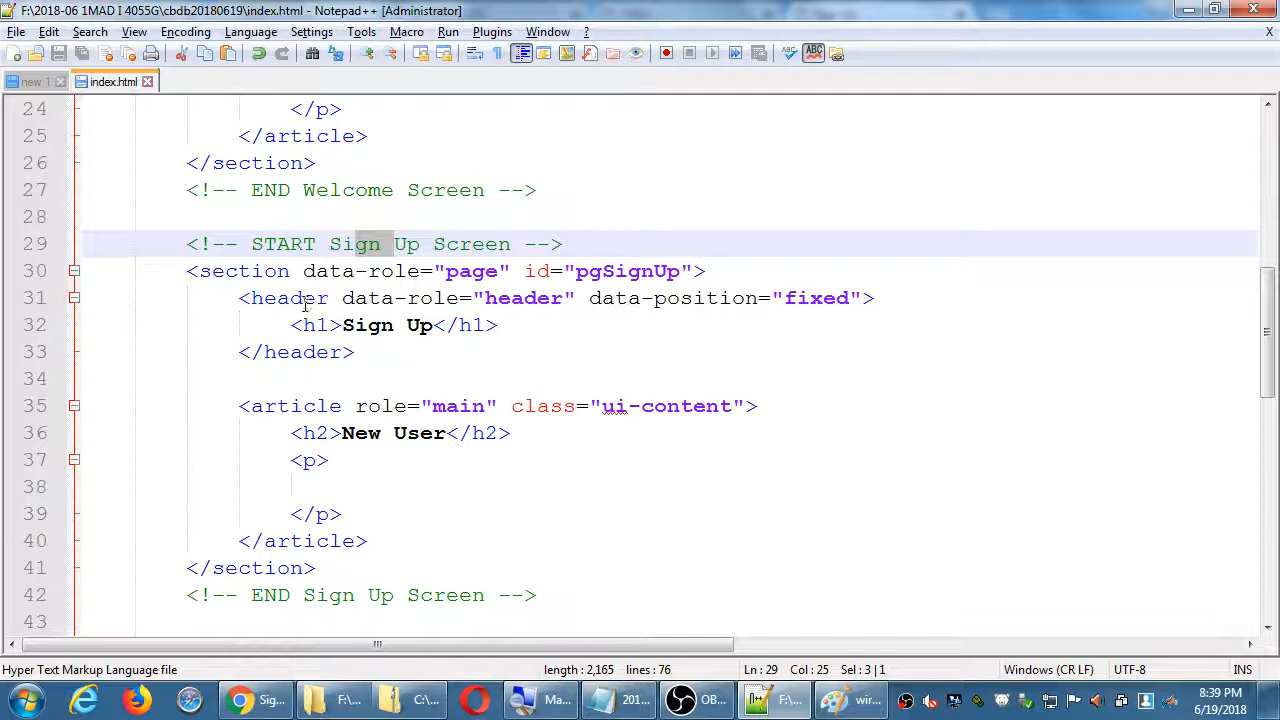 F:\2018-06 1MAD I 4055G\cbdb20180619\index.html - Notepad++ [Administrator]
File Edit Search View Encoding Language Settings Tools Macro Run Plugins Window ? X
new 1 index.html
24 </p>
25 </article>
26 </section>
27 <!-- END Welcome Screen -->
28
29 <!-- START Sign Up Screen -->
30 <section data-role="page" id="pgSignUp">
31 <header data-role="header" data-position="fixed">
32 <h1>Sign Up</h1>
33 </header>
34
35 <article role="main" class="ui-content">
36 <h2>New User</h2>
37 <p>
38
39 </p>
40 </article>
41 </section>
42 <!-- END Sign Up Screen -->
43
Hyper Text Markup Language file length : 2,165 lines : 76 Ln : 29 Col : 25 Sel : 3 | 1 Windows (CR LF) UTF-8 INS
Sig... F:\... C:\... Ma... 201... OB... F:\... wir... 8:39 PM
6/19/2018